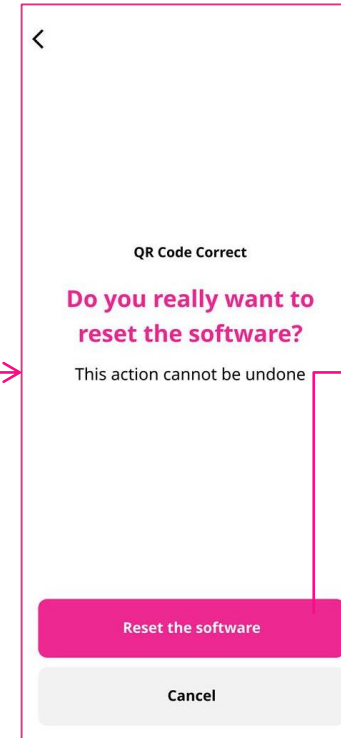 QR Code Correct
Do you really want to
reset the software?
This action cannot be undone
Reset the software
Cancel